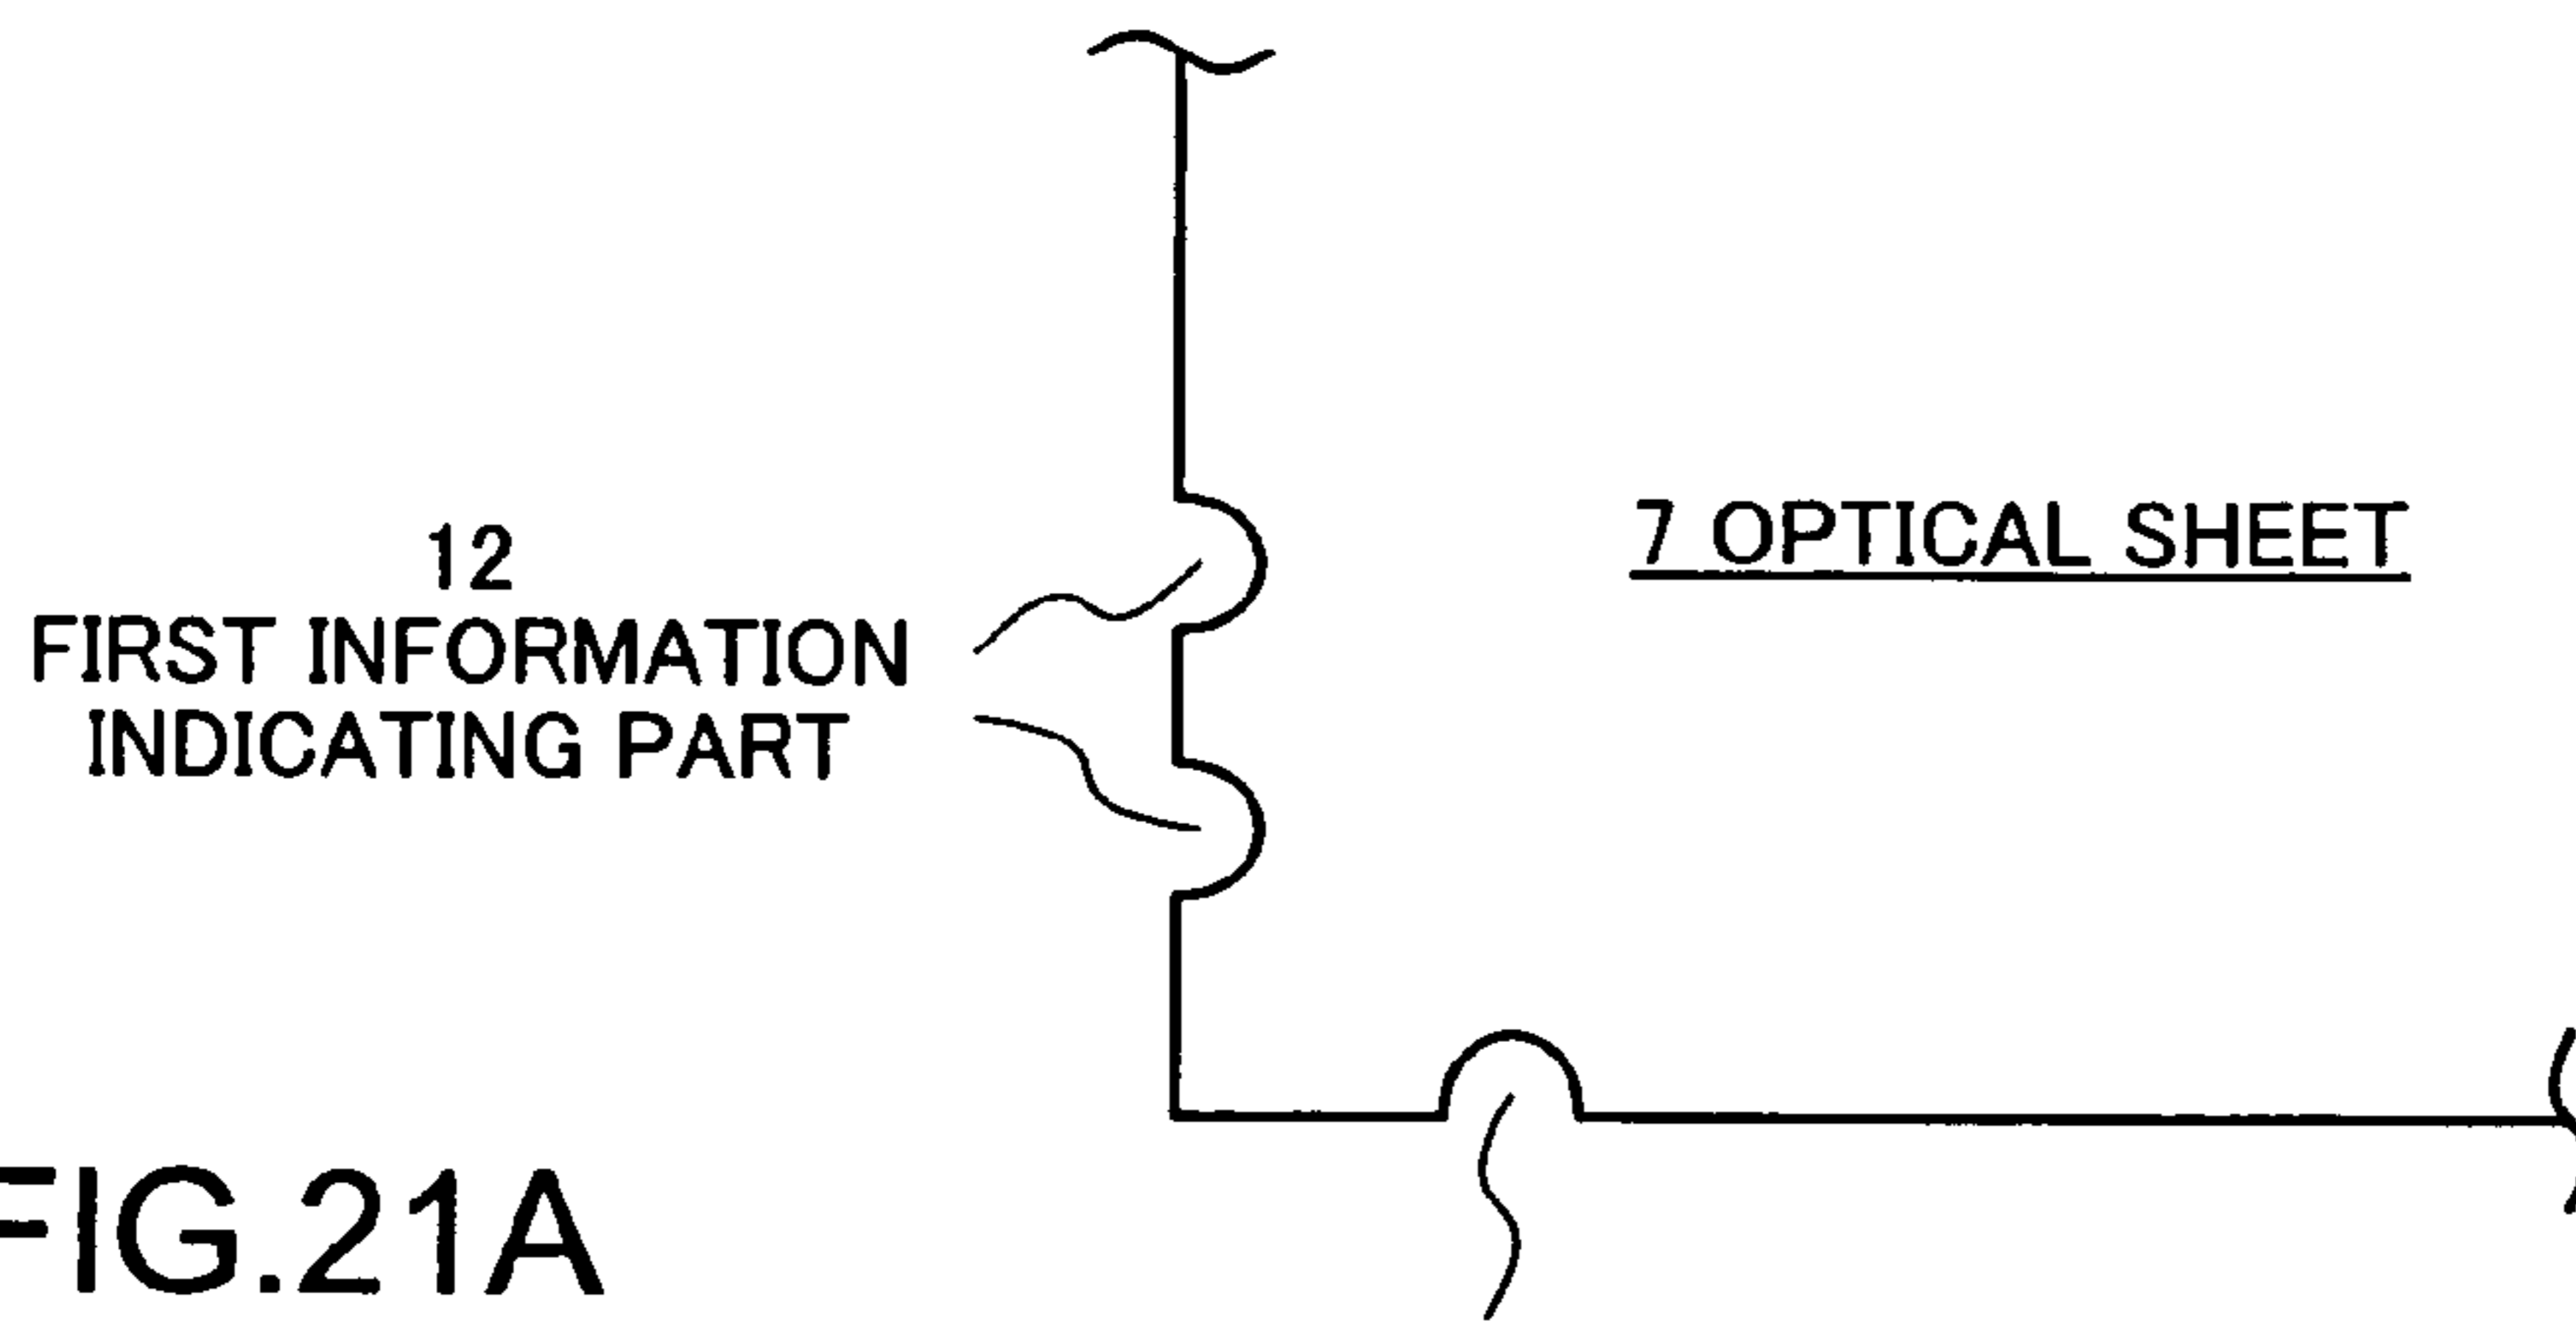 7 OPTICAL SHEET
12
FIRST INFORMATION
INDICATING PART
FIG.21A